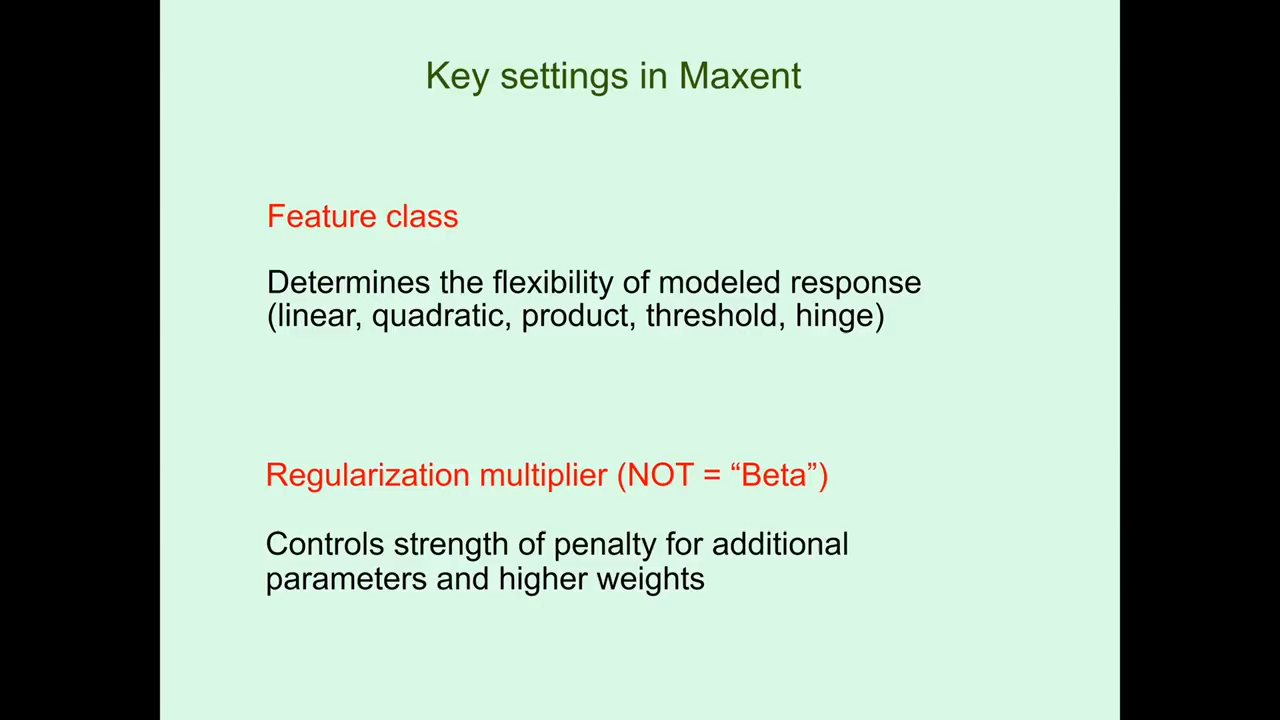 Key settings in Maxent
Feature class
Determines the flexibility of modeled response
(linear, quadratic, product, threshold, hinge)
Regularization multiplier (NOT = “Beta”)
Controls strength of penalty for additional
parameters and higher weights